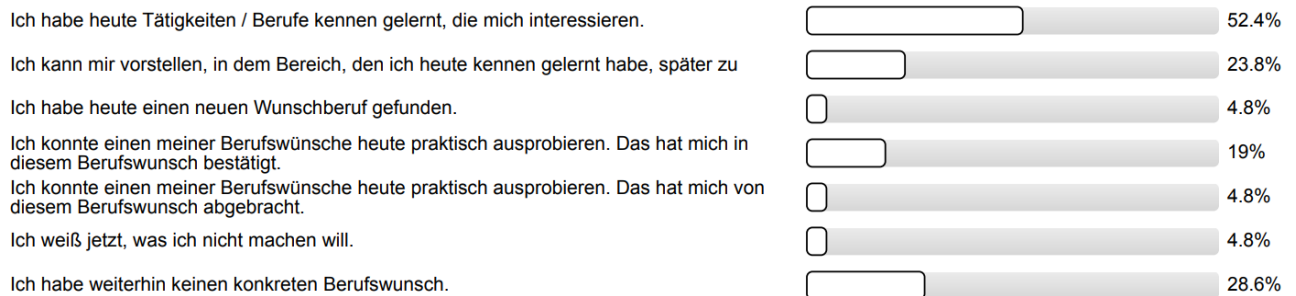 Ich habe heute Tätigkeiten / Berufe kennen gelernt, die mich interessieren. 52.4%
Ich kann mir vorstellen, in dem Bereich, den ich heute kennen gelernt habe, später zu 23.8%
Ich habe heute einen neuen Wunschberuf gefunden. 4.8%
Ich konnte einen meiner Berufswünsche heute praktisch ausprobieren. Das hat mich in
diesem Berufswunsch bestätigt. 19%
Ich konnte einen meiner Berufswünsche heute praktisch ausprobieren. Das hat mich von
diesem Berufswunsch abgebracht. 4.8%
Ich weiß jetzt, was ich nicht machen will. 4.8%
Ich habe weiterhin keinen konkreten Berufswunsch. 28.6%